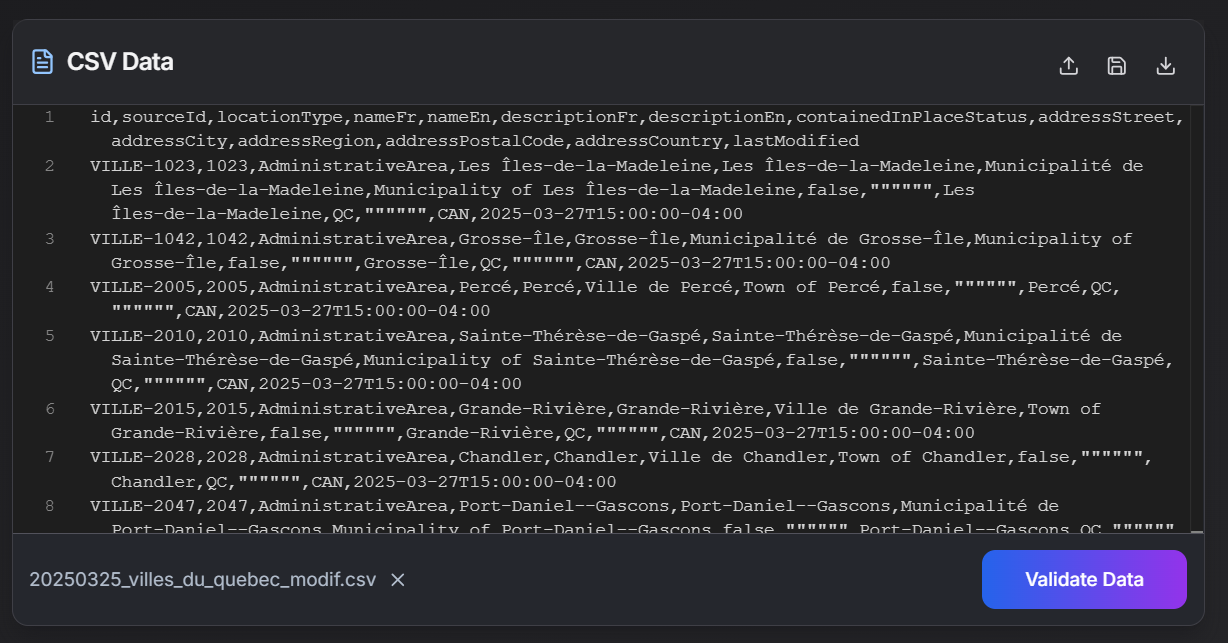 CSV Data
1 id,sourceId,locationType,nameFr,nameEn,descriptionFr,descriptionEn,containedInPlaceStatus,addressStreet,
addressCity,addressRegion,addressPostalCode,addressCountry,lastModified
2 VILLE-1023,1023,AdministrativeArea,Les Îles-de-la-Madeleine,Les Îles-de-la-Madeleine,Municipalité de
Les Îles-de-la-Madeleine,Municipality of Les Îles-de-la-Madeleine,false,"""""",Les
Îles-de-la-Madeleine,QC,"""""",CAN,2025-03-27T15:00:00-04:00
3 VILLE-1042,1042,AdministrativeArea,Grosse-Île,Grosse-Île,Municipalité de Grosse-Île,Municipality of
Grosse-Île,false,"""""",Grosse-Île,QC,"""""",CAN,2025-03-27T15:00:00-04:00
4 VILLE-2005,2005,AdministrativeArea,Percé,Percé,Ville de Percé,Town of Percé,false,"""""",Percé,QC,
"""""",CAN,2025-03-27T15:00:00-04:00
5 VILLE-2010,2010,AdministrativeArea,Sainte-Thérèse-de-Gaspé,Sainte-Thérèse-de-Gaspé,Municipalité de
Sainte-Thérèse-de-Gaspé,Municipality of Sainte-Thérèse-de-Gaspé,false,"""""",Sainte-Thérèse-de-Gaspé,
QC,"""""",CAN,2025-03-27T15:00:00-04:00
6 VILLE-2015,2015,AdministrativeArea,Grande-Rivière,Grande-Rivière,Ville de Grande-Rivière,Town of
Grande-Rivière,false,"""""",Grande-Rivière,QC,"""""",CAN,2025-03-27T15:00:00-04:00
7 VILLE-2028,2028,AdministrativeArea,Chandler,Chandler,Ville de Chandler,Town of Chandler,false,"""""",
Chandler,QC,"""""",CAN,2025-03-27T15:00:00-04:00
8 VILLE-2047,2047,AdministrativeArea,Port-Daniel--Gascons,Port-Daniel--Gascons,Municipalité de
Port-Daniel--Gascons,Municipality of Port-Daniel--Gascons,false,"""""",Port-Daniel--Gascons,QC,""""""
20250325_villes_du_quebec_modif.csv
Validate Data